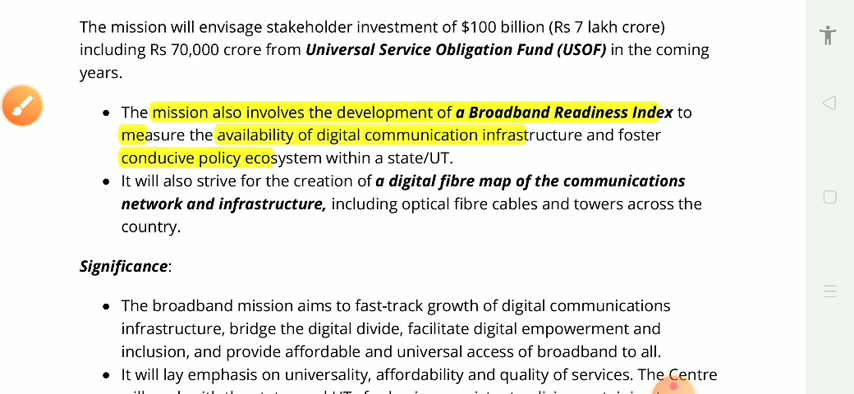 The mission will envisage stakeholder investment of $100 billion (Rs 7 lakh crore)
including Rs 70,000 crore from Universal Service Obligation Fund (USOF) in the coming
years.
• The mission also involves the development of a Broadband Readiness Index to
measure the availability of digital communication infrastructure and foster
conducive policy ecosystem within a state/UT.
• It will also strive for the creation of a digital fibre map of the communications
network and infrastructure, including optical fibre cables and towers across the
country.
Significance:
• The broadband mission aims to fast-track growth of digital communications
infrastructure, bridge the digital divide, facilitate digital empowerment and
inclusion, and provide affordable and universal access of broadband to all.
• It will lay emphasis on universality, affordability and quality of services. The Centre